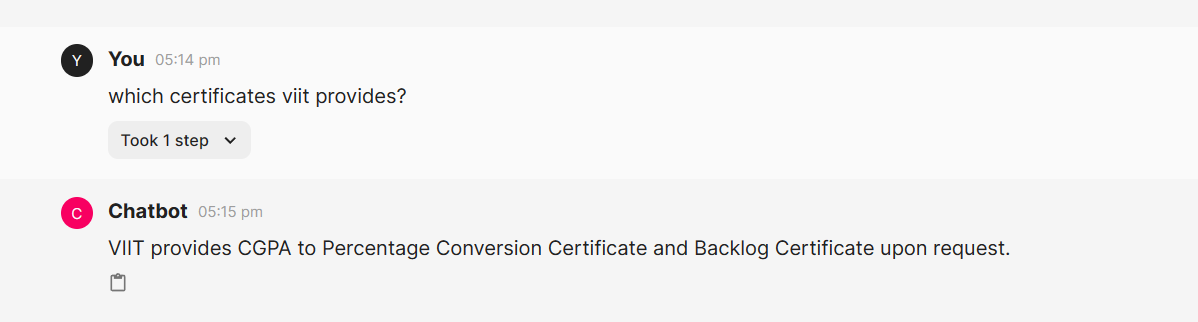 Y You 05:14 pm
which certificates viit provides?
Took 1 step
C Chatbot 05:15 pm
VIIT provides CGPA to Percentage Conversion Certificate and Backlog Certificate upon request.